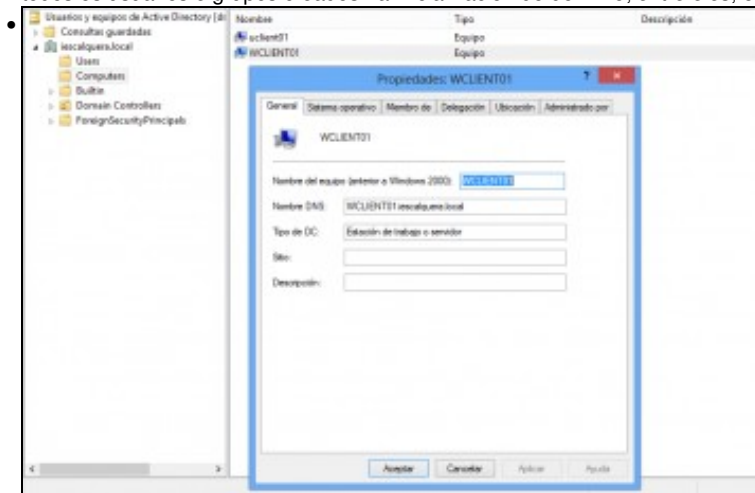 Usuarios y equipos de Active Directory [d
Consultas guardadas
iescalquera.local
Users
Computers
Builtin
Domain Controllers
ForeignSecurityPrincipals
Nombre Tipo Descripción
uclient01 Equipo
WCLIENT01 Equipo
Propiedades: WCLIENT01 ?
General Sistema operativo Miembro de Delegación Ubicación Administrado por
WCLIENT01
Nombre del equipo (anterior a Windows 2000): WCLIENT01
Nombre DNS: WCLIENT01.iescalquera.local
Tipo de DC: Estación de trabajo o servidor
Sitio:
Descripción:
Aceptar Cancelar Aplicar Ayuda